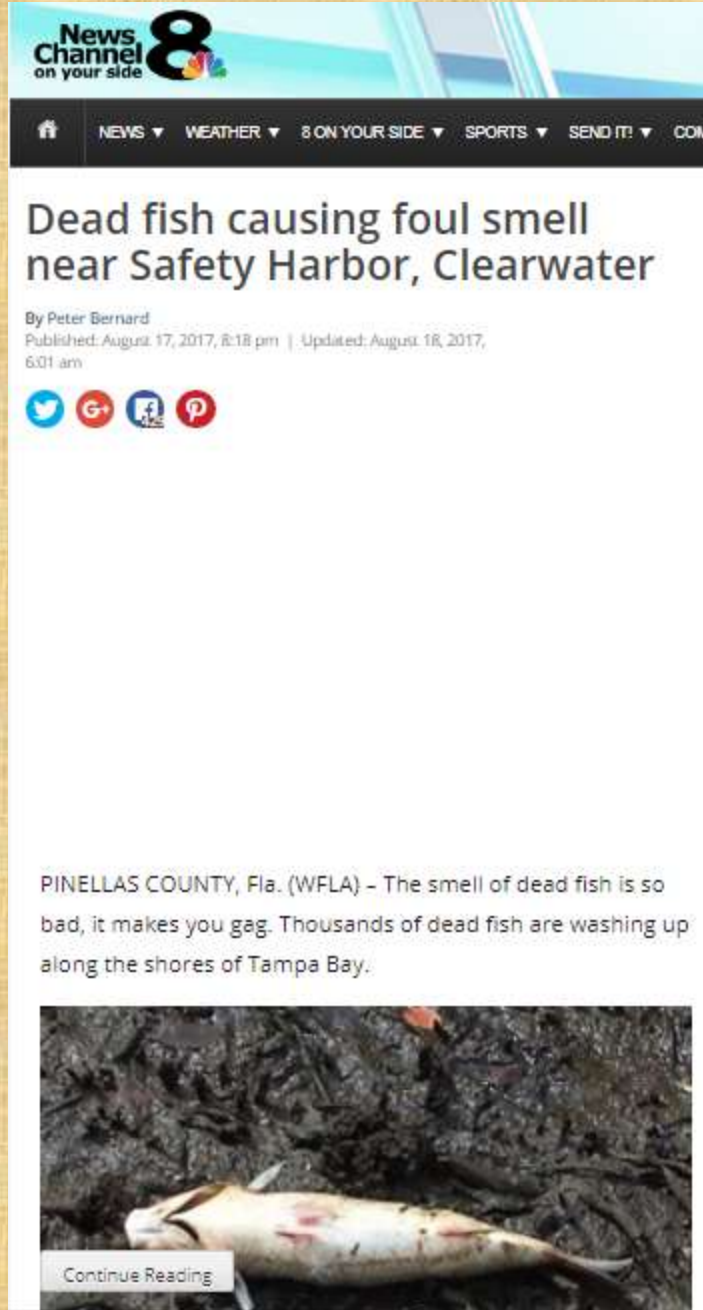 News
Channel
on your side
8
NEWS ▼ WEATHER ▼ 8 ON YOUR SIDE ▼ SPORTS ▼ SEND IT! ▼ COM
Dead fish causing foul smell
near Safety Harbor, Clearwater
By Peter Bernard
Published: August 17, 2017, 8:18 pm | Updated: August 18, 2017,
6:01 am
G+
PINELLAS COUNTY, Fla. (WFLA) – The smell of dead fish is so
bad, it makes you gag. Thousands of dead fish are washing up
along the shores of Tampa Bay.
Continue Reading